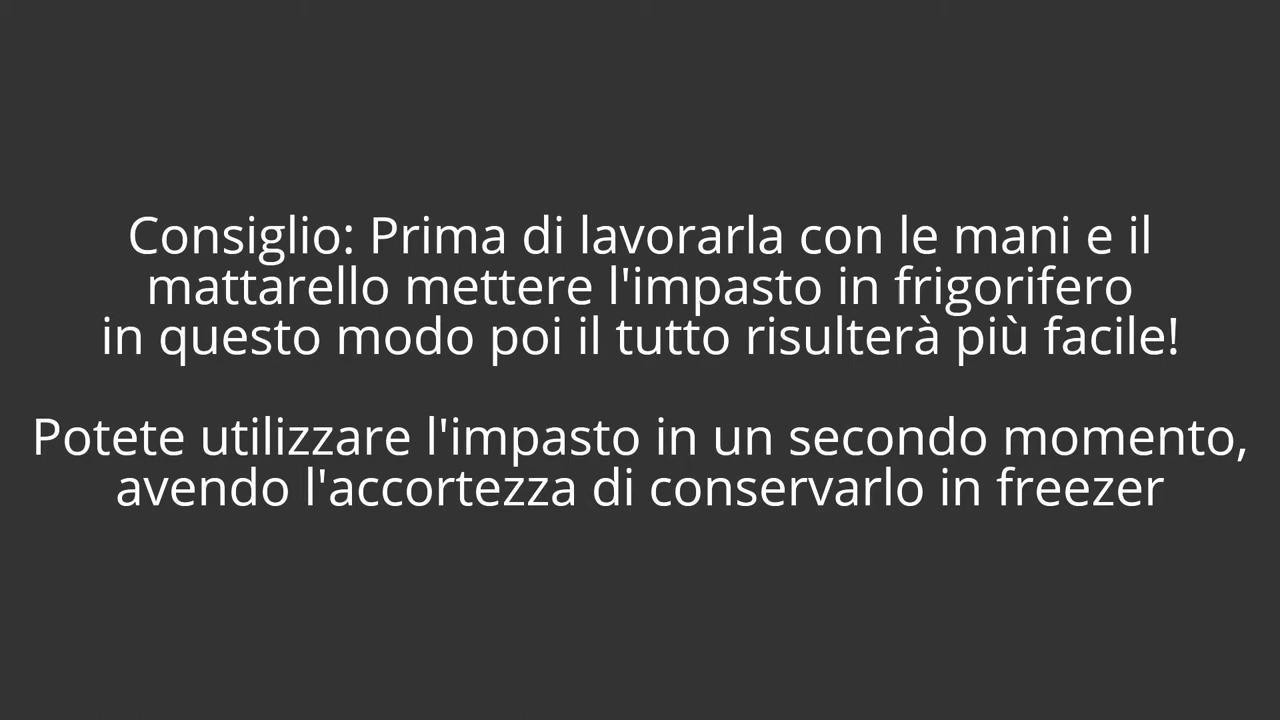 Consiglio: Prima di lavorarla con le mani e il
mattarello mettere l'impasto in frigorifero
in questo modo poi il tutto risulterà più facile!
Potete utilizzare l'impasto in un secondo momento,
avendo l'accortezza di conservarlo in freezer